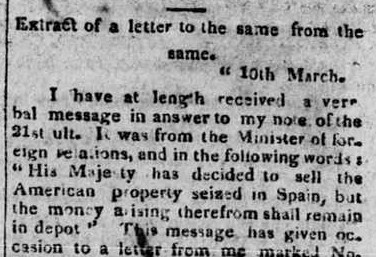 Extract of a letter to the same from the
same.
" 10th March.
I have at length received a ver-
bal message in answer to my note of the
21st ult. It was from the Minister of for-
eign relations, and in the following words :
" His Majesty has decided to sell the
American property seized in Spain, but
the money arising therefrom shall remain
in depot " This message has given oc-
casion to a letter from me marked No.